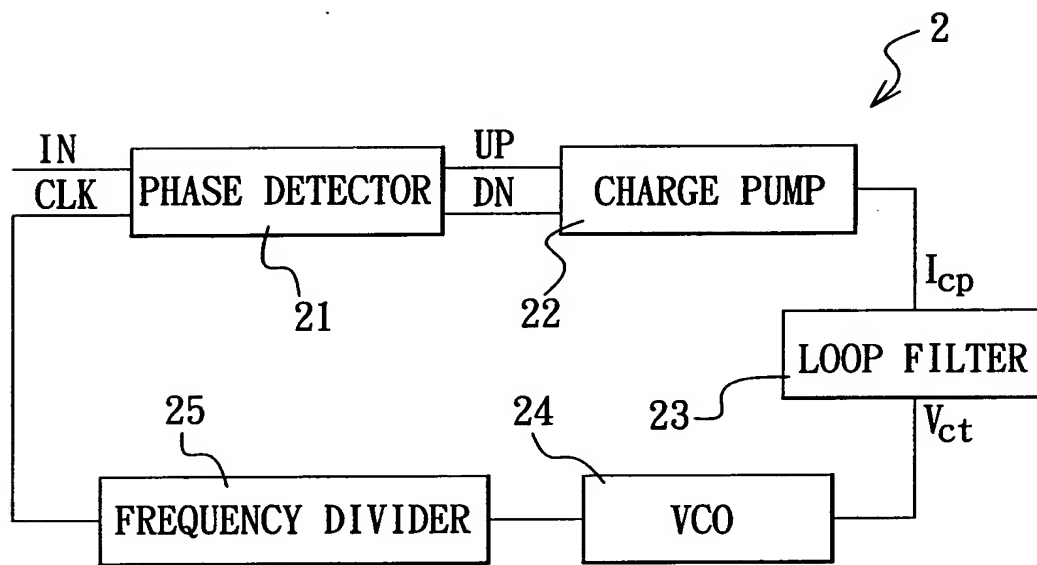 2
IN
CLK
PHASE DETECTOR
UP
DN
CHARGE PUMP
21
22
Icp
LOOP FILTER
23
Vct
25
24
FREQUENCY DIVIDER
VCO